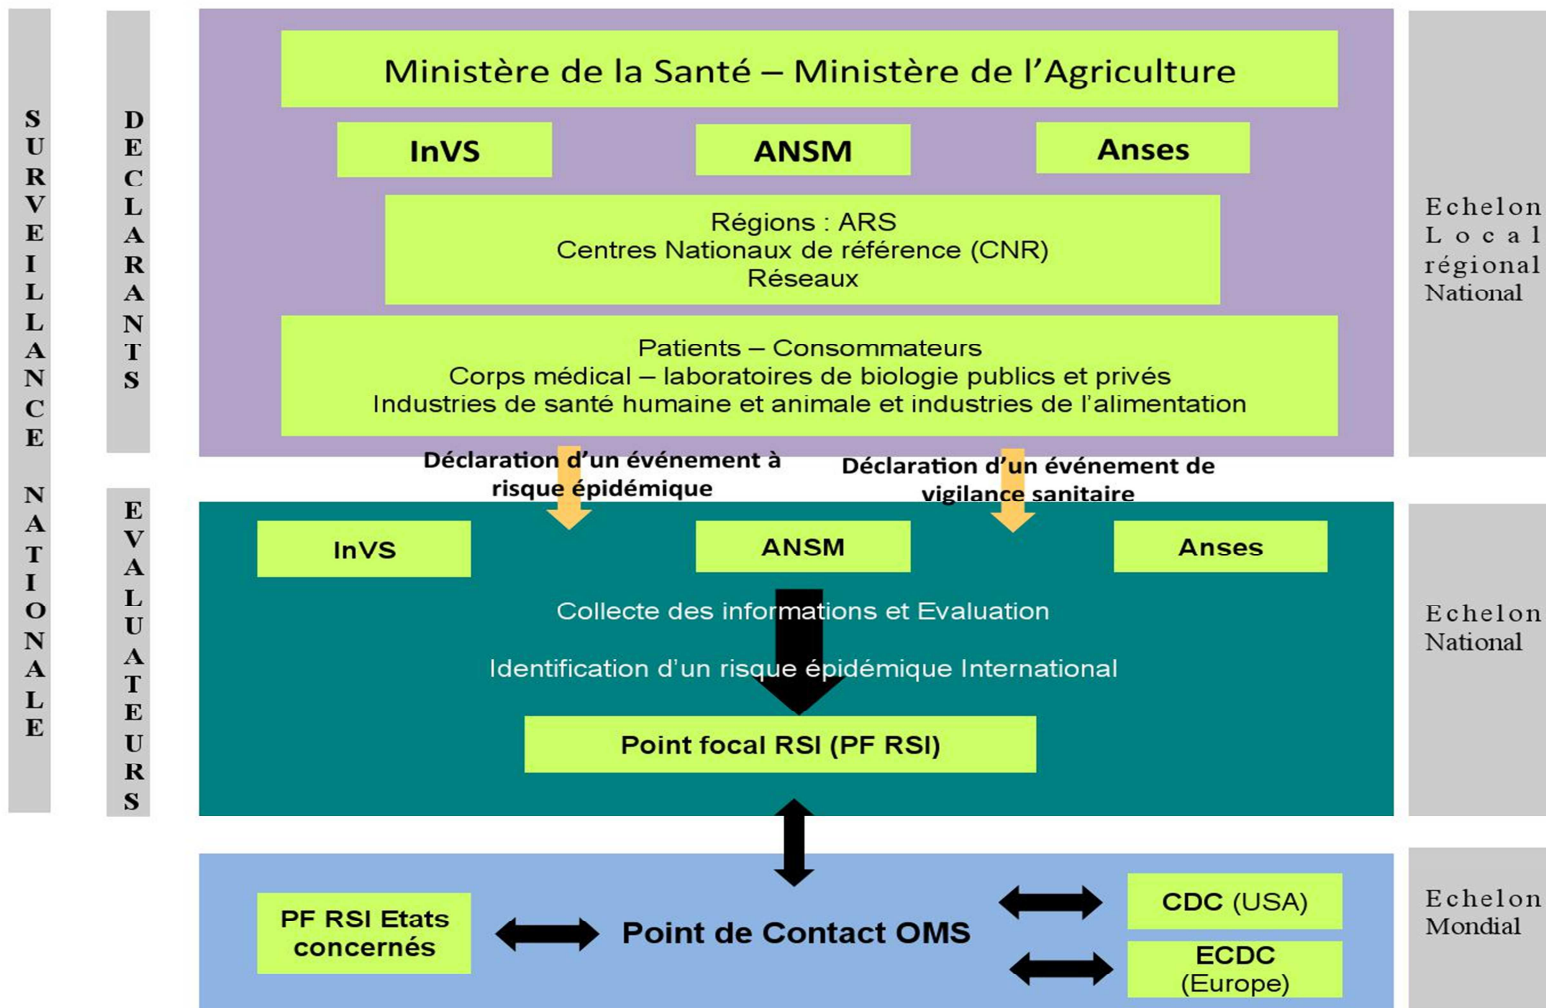 SURVEILLANCE NATIONALE
DECLARANTS
Ministère de la Santé – Ministère de l'Agriculture
InVS
ANSM
Anses
Régions : ARS
Centres Nationaux de référence (CNR)
Réseaux
Patients – Consommateurs
Corps médical – laboratoires de biologie publics et privés
Industries de santé humaine et animale et industries de l'alimentation
Echelon
Local
régional
National
Déclaration d'un événement à
risque épidémique
Déclaration d'un événement de
vigilance sanitaire
EVALUATEURS
InVS
ANSM
Anses
Collecte des informations et Evaluation
Identification d'un risque épidémique International
Point focal RSI (PF RSI)
Echelon
National
PF RSI Etats
concernés
Point de Contact OMS
CDC (USA)
ECDC
(Europe)
Echelon
Mondial